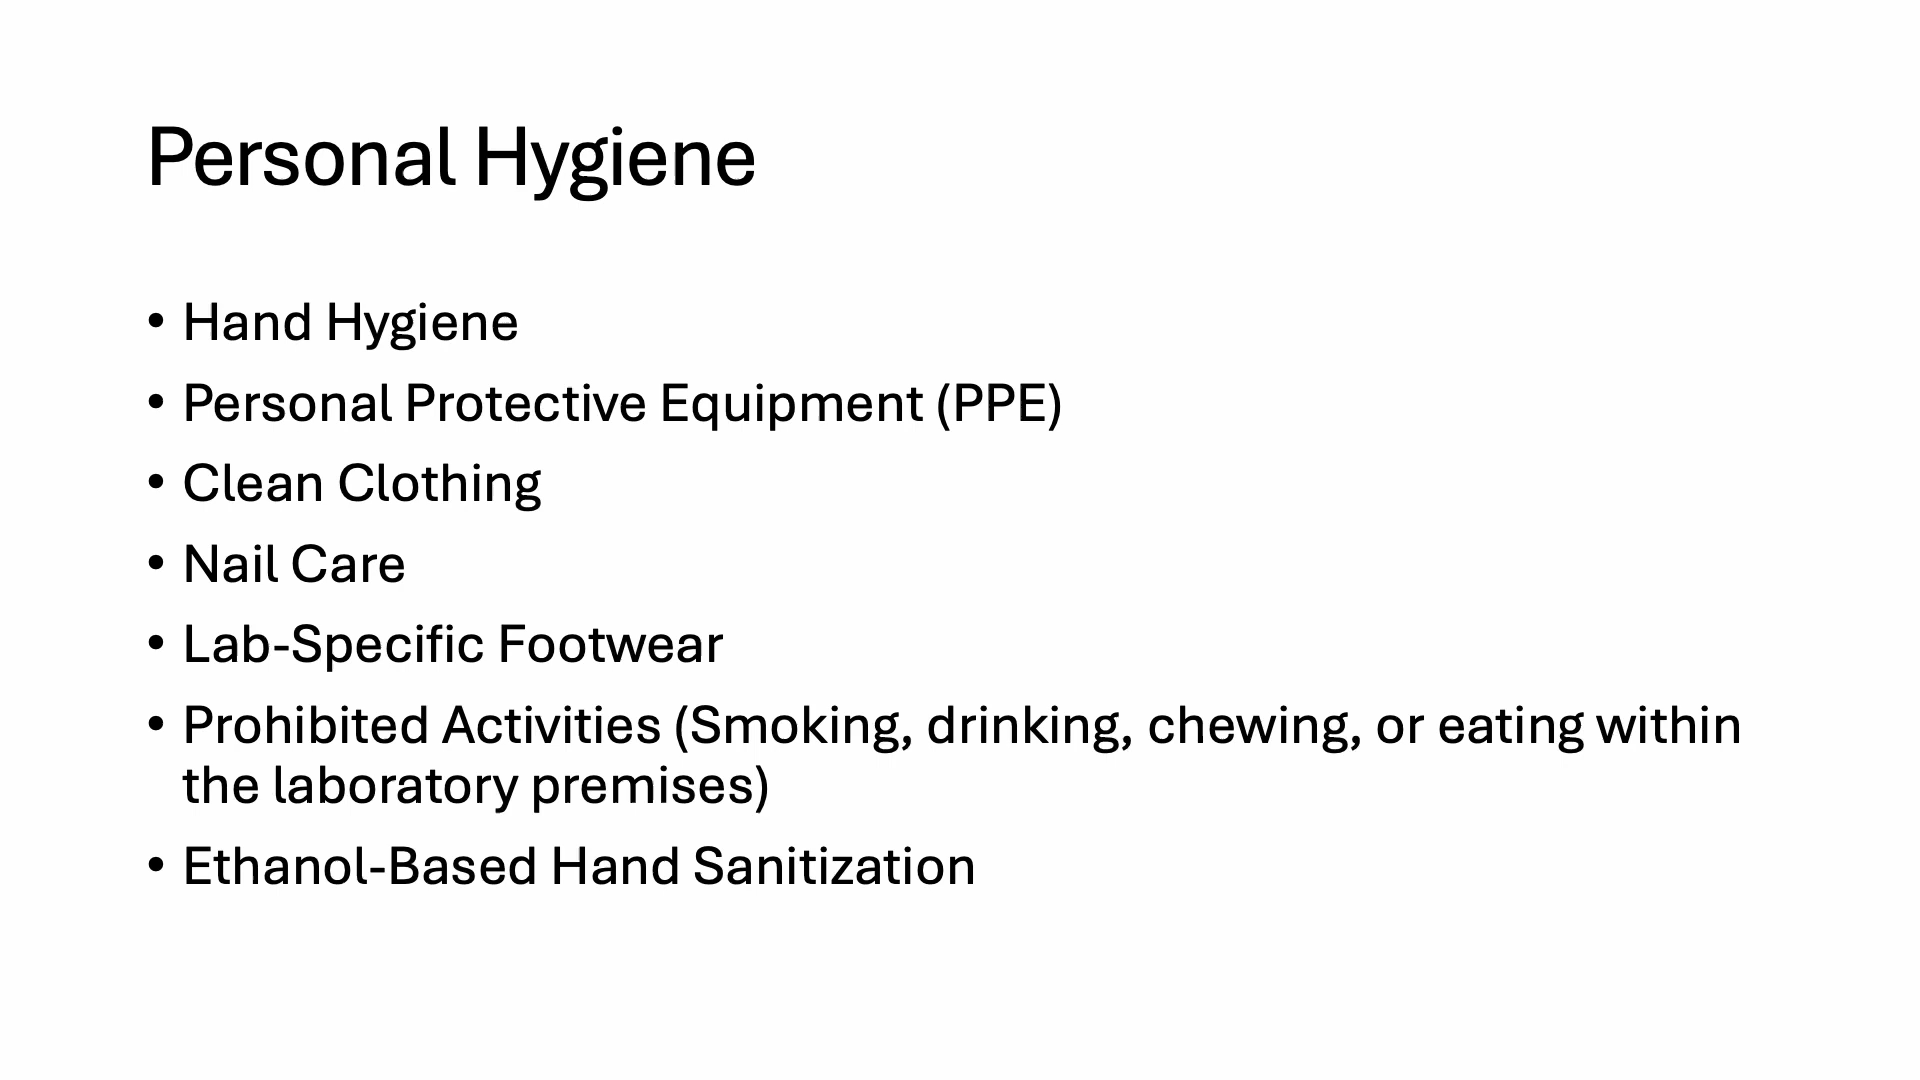 Personal Hygiene
• Hand Hygiene
• Personal Protective Equipment (PPE)
• Clean Clothing
• Nail Care
• Lab-Specific Footwear
• Prohibited Activities (Smoking, drinking, chewing, or eating within
the laboratory premises)
• Ethanol-Based Hand Sanitization